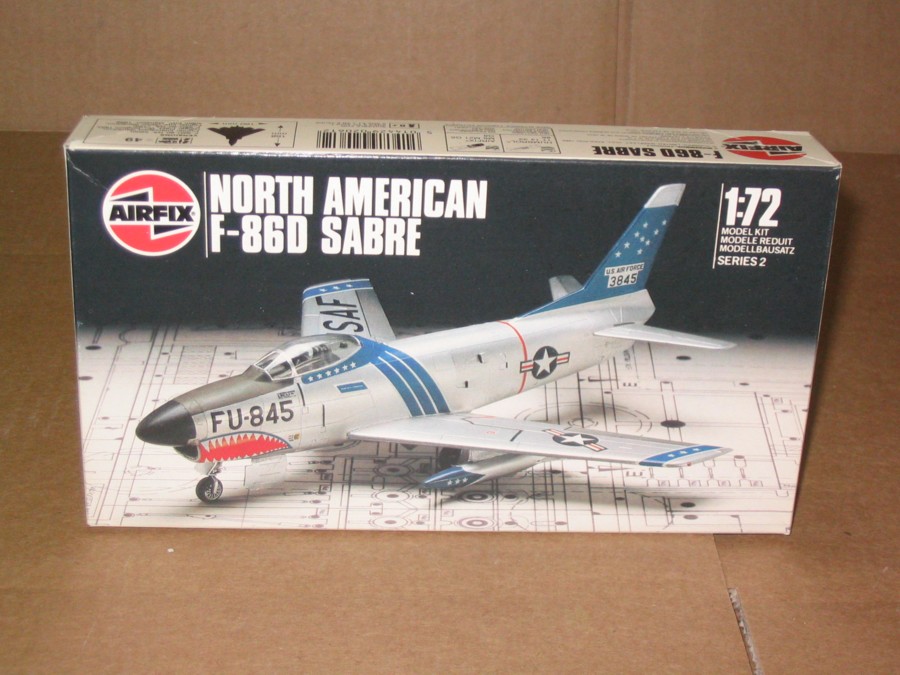 F-86D SABRE
AIRFIX
AIRFIX
NORTH AMERICAN
F-86D SABRE
1:72
MODEL KIT
MODELE REDUIT
MODELLBAUSATZ
SERIES 2
U.S. AIR FORCE
3845
SAF
FU-845